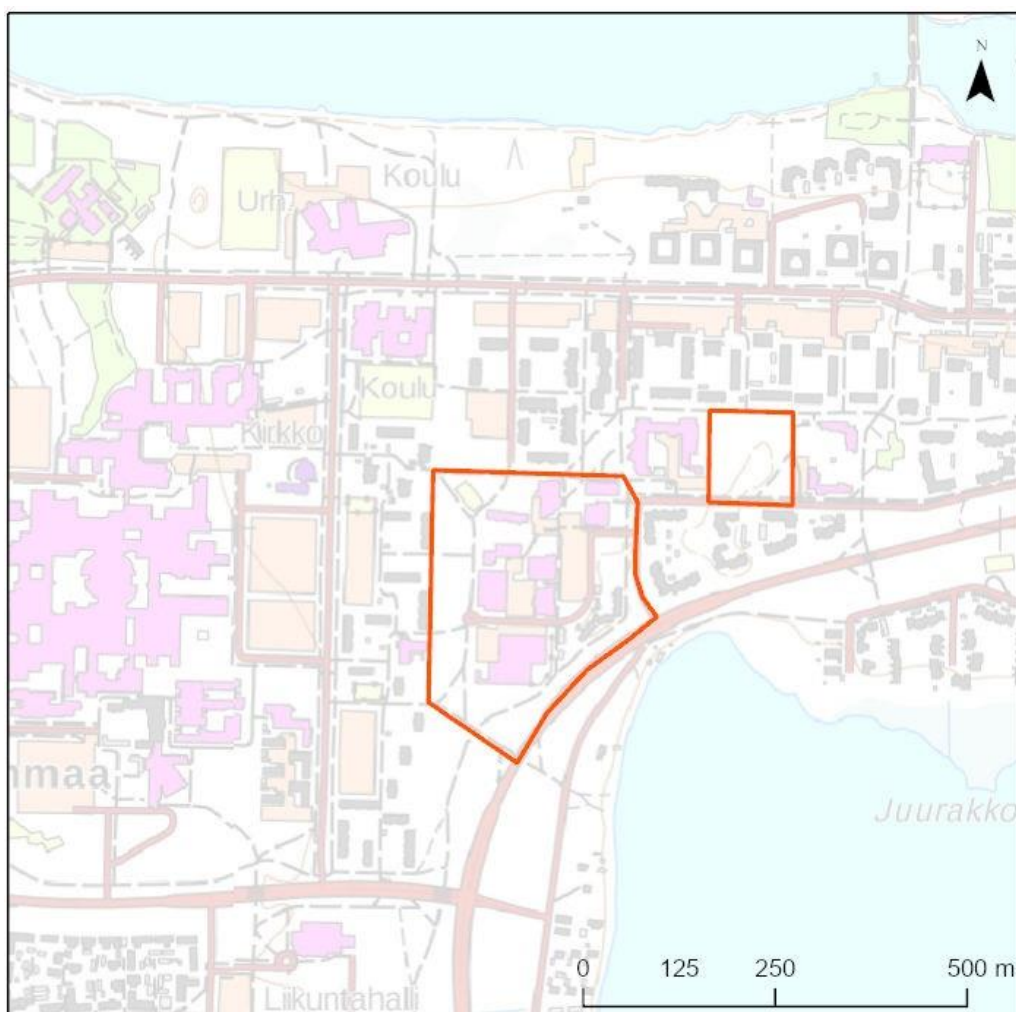 N
Koulu
Urh.
Koulu
Kirkko
nmaa
Juurakko
0 125 250 500 m
Liikuntahalli